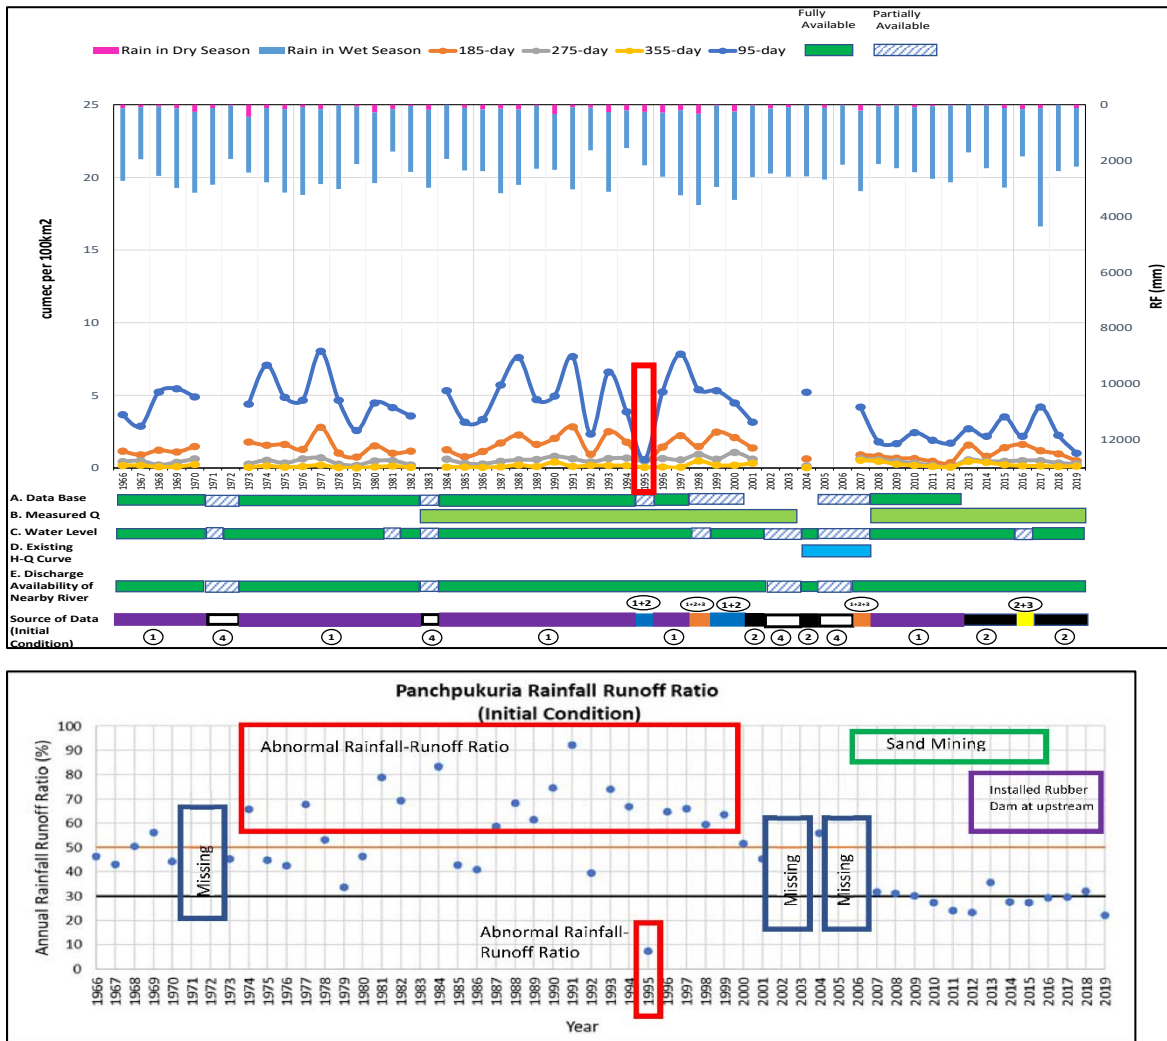 Fully Available
Partially Available
Rain in Dry Season
Rain in Wet Season
185-day
275-day
355-day
95-day
25
20
15
10
5
0
cumec per 100km2
0
2000
4000
6000
8000
10000
12000
RF (mm)
1966 1967 1968 1969 1970 1971 1972 1973 1974 1975 1976 1977 1978 1979 1980 1981 1982 1983 1984 1985 1986 1987 1988 1989 1990 1991 1992 1993 1994 1995 1996 1997 1998 1999 2000 2001 2002 2003 2004 2005 2006 2007 2008 2009 2010 2011 2012 2013 2014 2015 2016 2017 2018 2019
A. Data Base
B. Measured Q
C. Water Level
D. Existing
H-Q Curve
E. Discharge
Availability of
Nearby River
1+2 1+2+3 1+2 1+2+3 2+3
Source of Data
(Initial
Condition)
1 4 1 4 1 1 2 4 2 4 1 2 2
Panchpukuria Rainfall Runoff Ratio
(Initial Condition)
Annual Rainfall Runoff Ratio (%)
100
90
80
70
60
50
40
30
20
10
0
Abnormal Rainfall-Runoff Ratio
Sand Mining
Installed Rubber
Dam at upstream
Missing
Missing
Missing
Abnormal Rainfall-
Runoff Ratio
1966 1967 1968 1969 1970 1971 1972 1973 1974 1975 1976 1977 1978 1979 1980 1981 1982 1983 1984 1985 1986 1987 1988 1989 1990 1991 1992 1993 1994 1995 1996 1997 1998 1999 2000 2001 2002 2003 2004 2005 2006 2007 2008 2009 2010 2011 2012 2013 2014 2015 2016 2017 2018 2019
Year